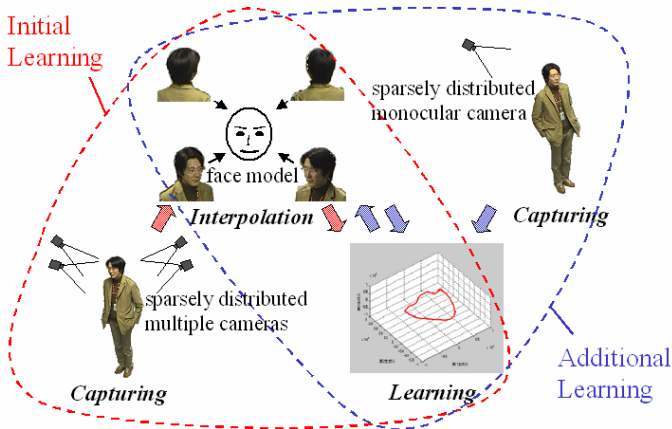 Initial
Learning
sparsely distributed
monocular camera
face model
Interpolation
Capturing
sparsely distributed
multiple cameras
Capturing
Learning
Additional
Learning